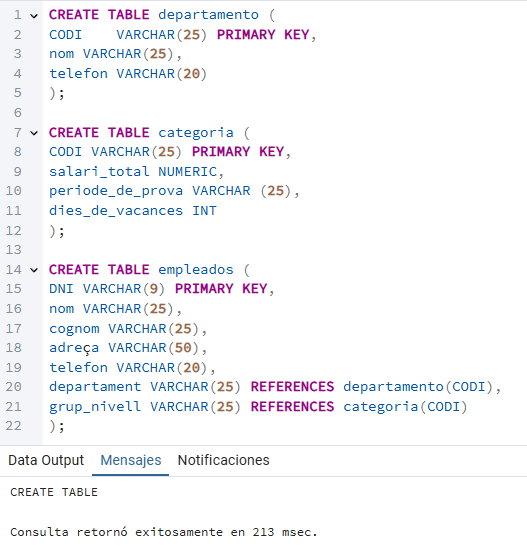 1 CREATE TABLE departamento (
2 CODI    VARCHAR(25) PRIMARY KEY,
3 nom VARCHAR(25),
4 telefon VARCHAR(20)
5 );
6
7 CREATE TABLE categoria (
8 CODI VARCHAR(25) PRIMARY KEY,
9 salari_total NUMERIC,
10 periode_de_prova VARCHAR (25),
11 dies_de_vacances INT
12 );
13
14 CREATE TABLE empleados (
15 DNI VARCHAR(9) PRIMARY KEY,
16 nom VARCHAR(25),
17 cognom VARCHAR(25),
18 adreça VARCHAR(50),
19 telefon VARCHAR(20),
20 departament VARCHAR(25) REFERENCES departamento(CODI),
21 grup_nivell VARCHAR(25) REFERENCES categoria(CODI)
22 );
Data Output Mensajes Notificaciones
CREATE TABLE
Consulta retornó exitosamente en 213 msec.